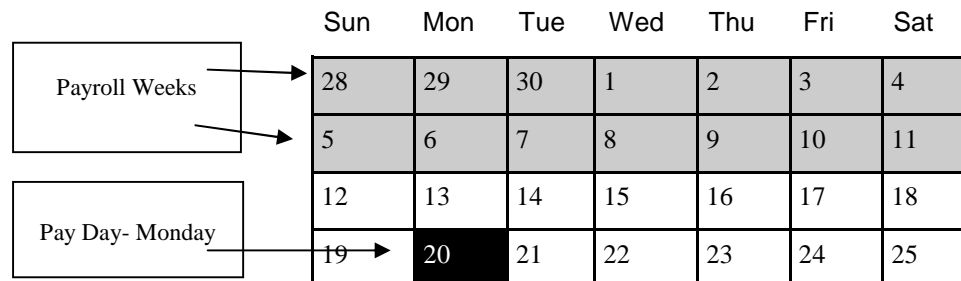 Sun Mon Tue Wed Thu Fri Sat
Payroll Weeks
28 29 30 1 2 3 4
5 6 7 8 9 10 11
12 13 14 15 16 17 18
Pay Day- Monday
19 20 21 22 23 24 25